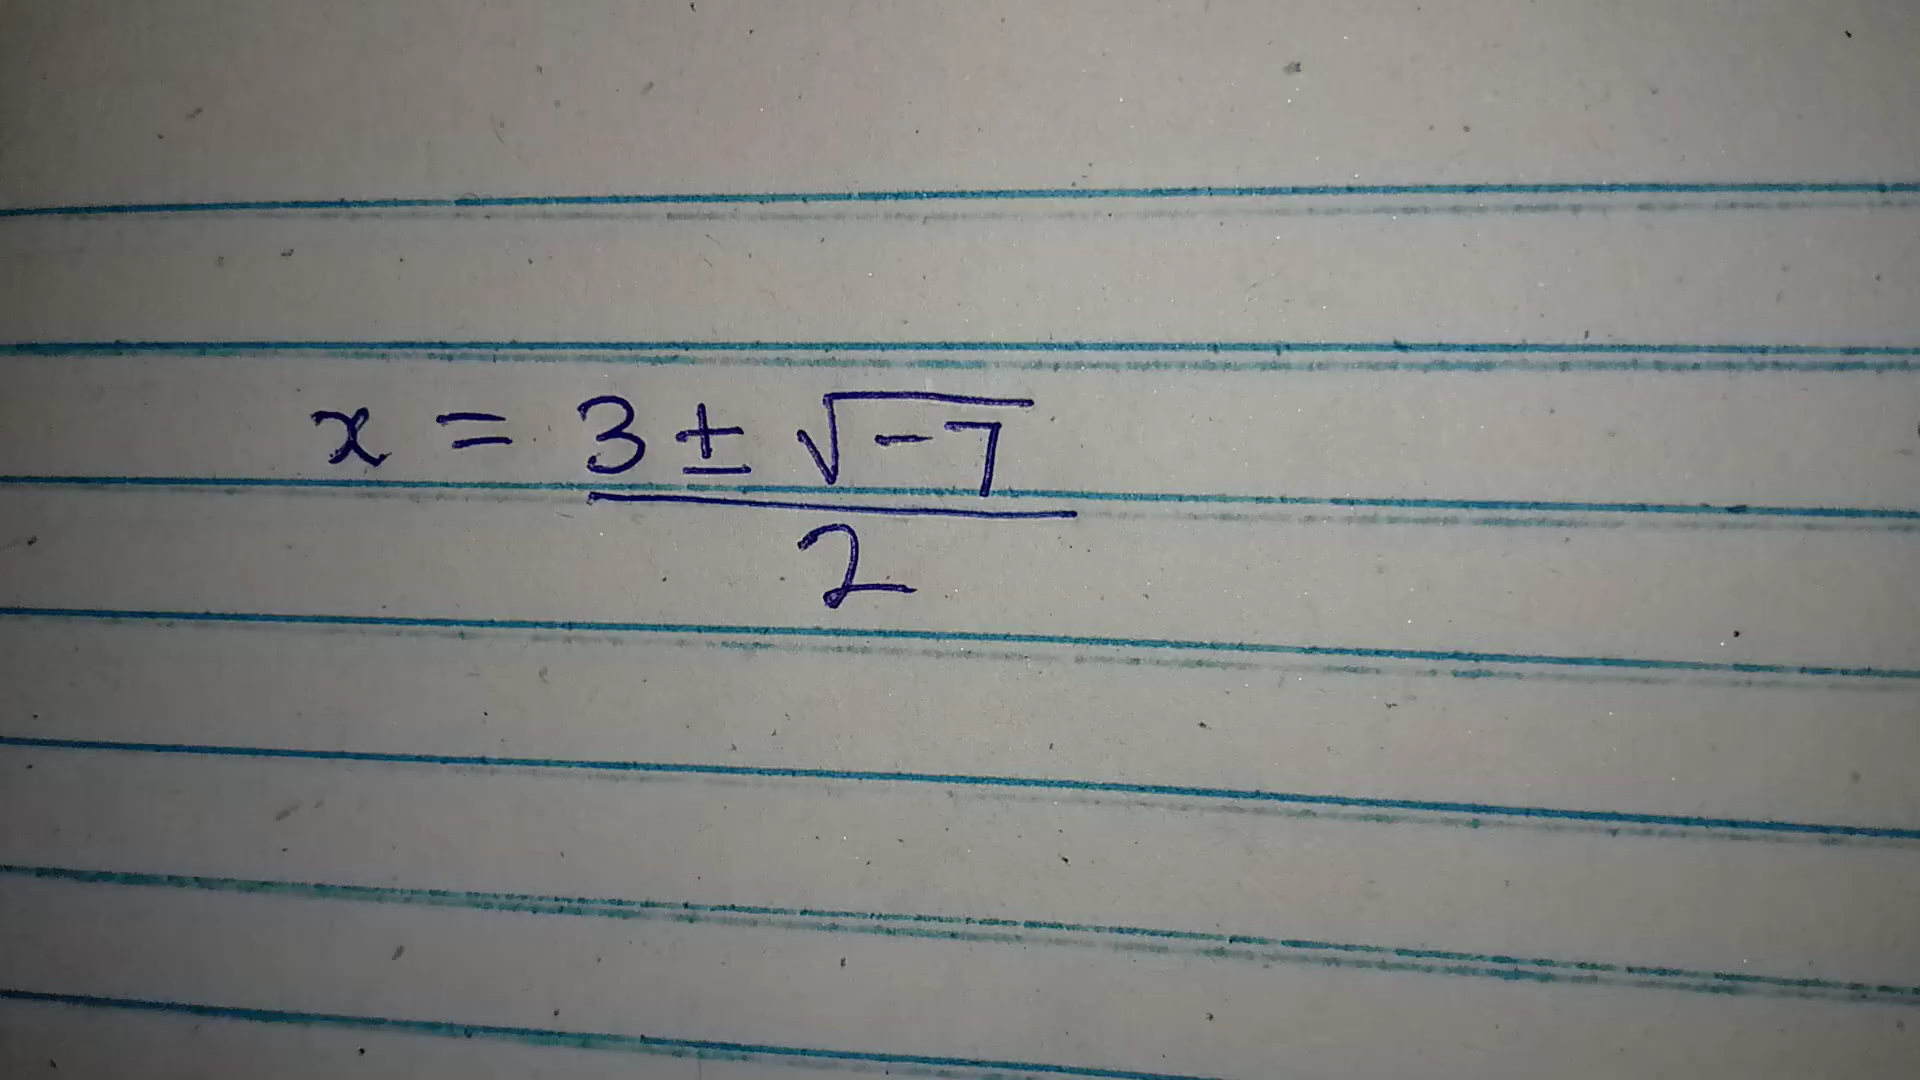 x = 3 ± √-7
2